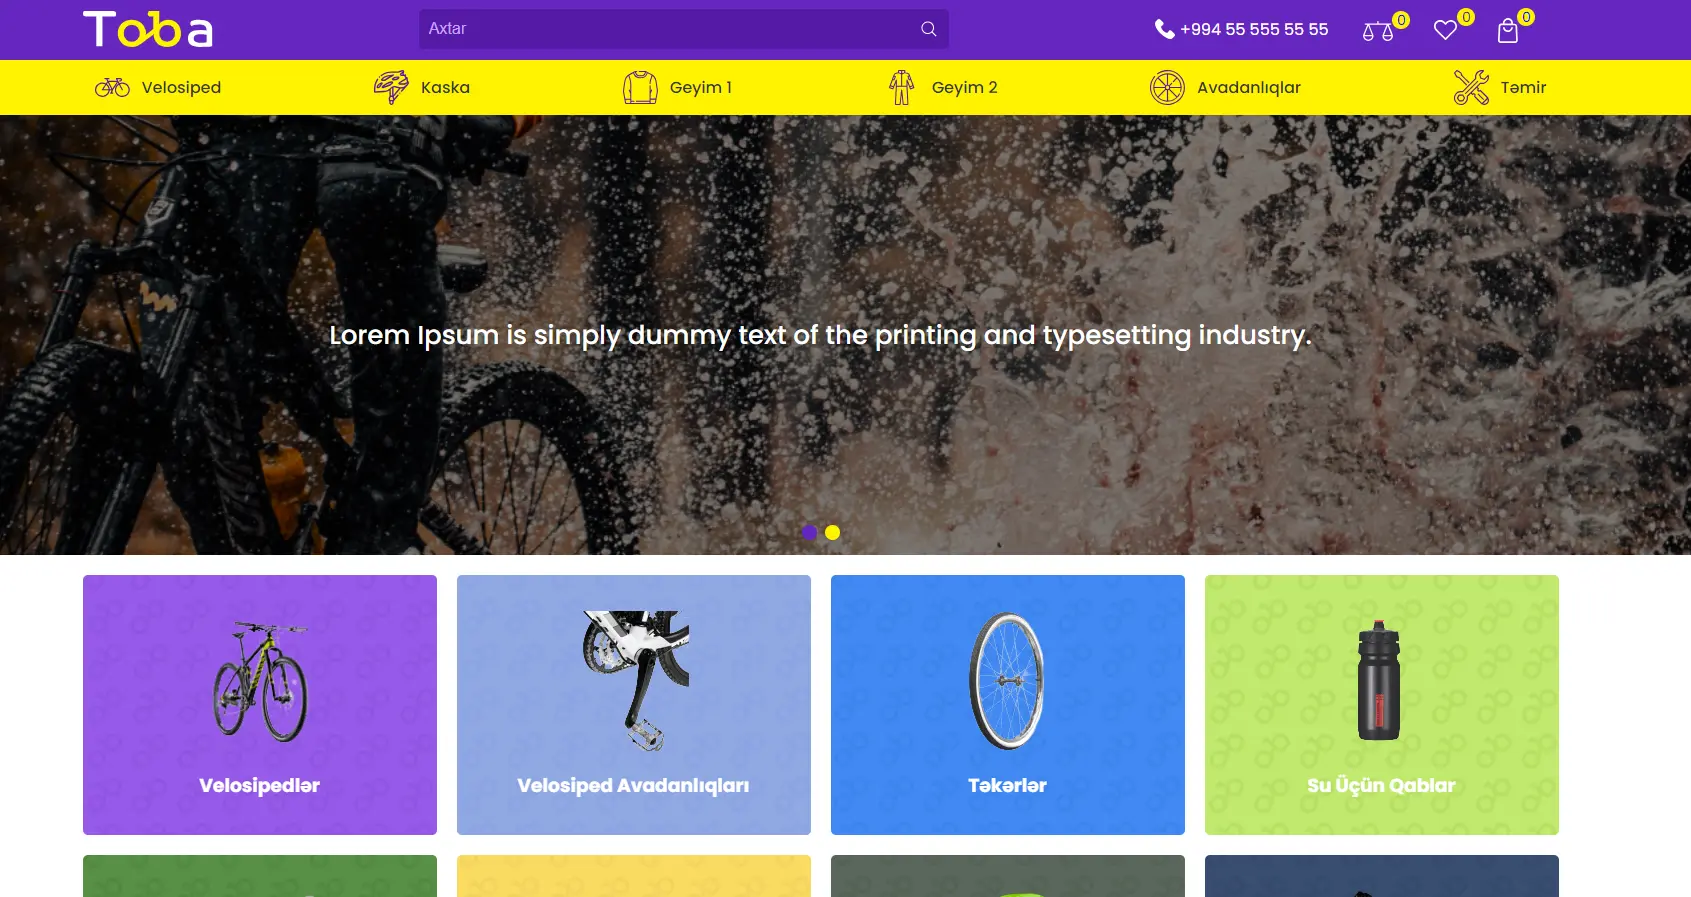 Toba
Axtar
+994 55 555 55 55
0
0
0
Velosiped
Kaska
Geyim 1
Geyim 2
Avadanlıqlar
Təmir
Lorem Ipsum is simply dummy text of the printing and typesetting industry.
Velosipedlər
Velosiped Avadanlıqları
Təkərlər
Su Üçün Qablar